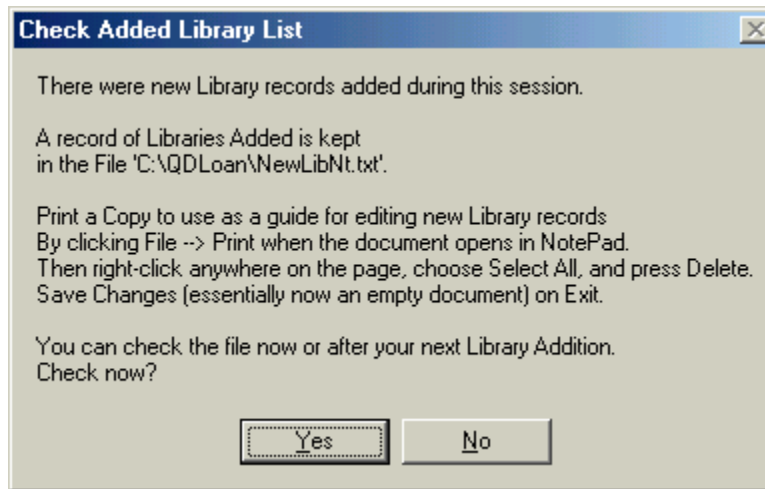 Check Added Library List
There were new Library records added during this session.
A record of Libraries Added is kept
in the File 'C:\QDLoan\NewLibNt.txt'.
Print a Copy to use as a guide for editing new Library records
By clicking File --> Print when the document opens in NotePad.
Then right-click anywhere on the page, choose Select All, and press Delete.
Save Changes (essentially now an empty document) on Exit.
You can check the file now or after your next Library Addition.
Check now?
Yes
No